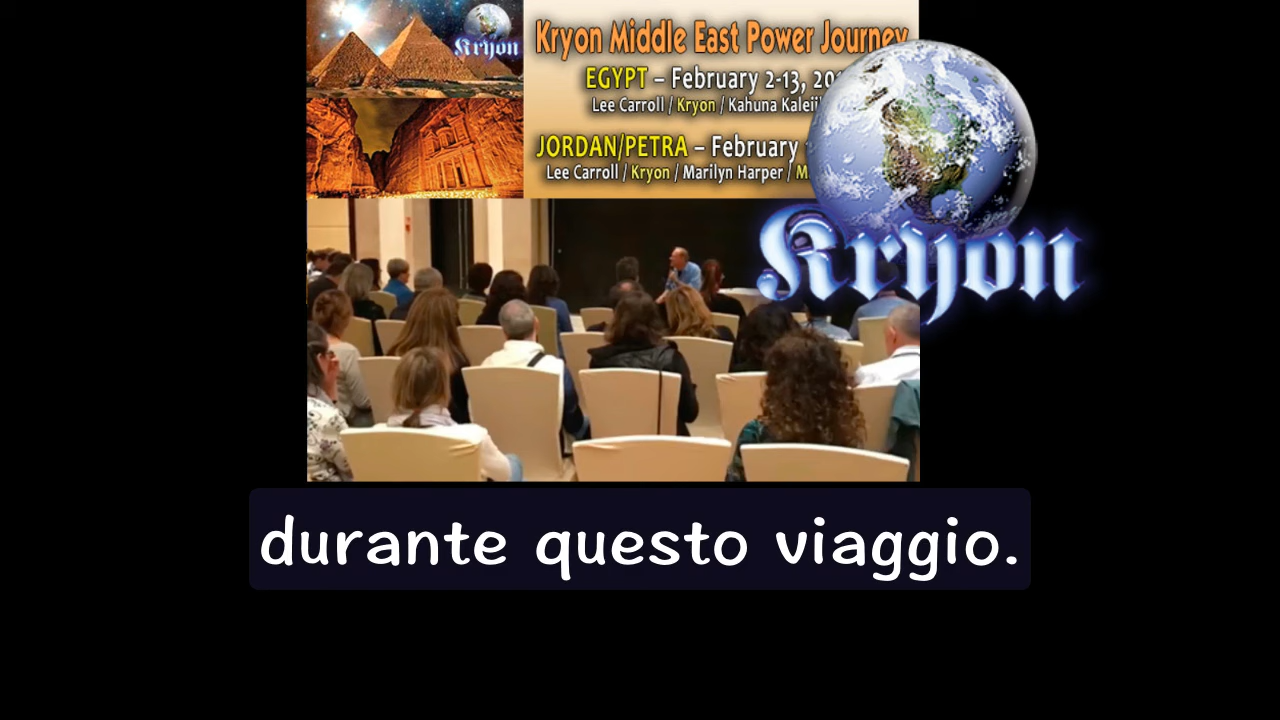 Kryon
Kryon Middle East Power Journey
EGYPT – February 2-13,
Lee Carroll / Kryon / Kahuna
JORDAN/PETRA – February
Lee Carroll / Kryon / Marilyn Harper /
Kryon
durante questo viaggio.